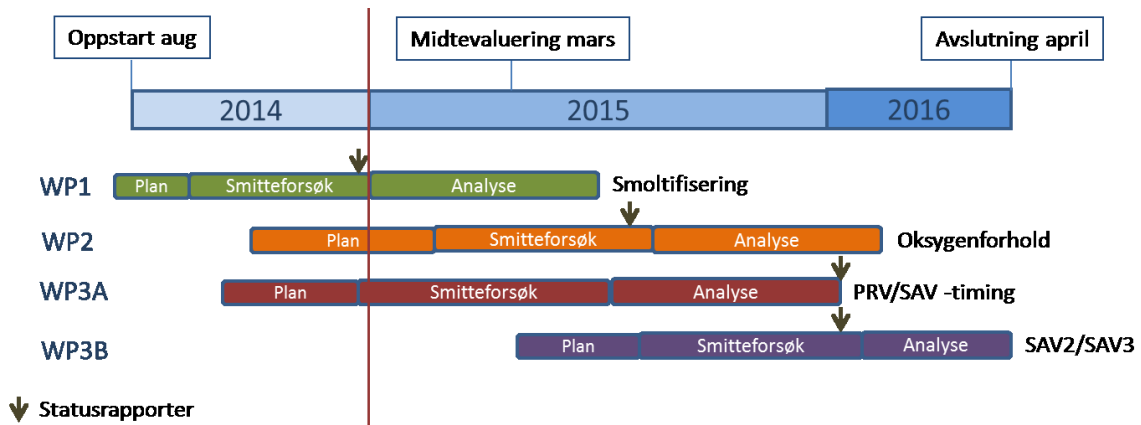 Oppstart aug
Midtevaluering mars
Avslutning april
2014 2015 2016
WP1 Plan Smitteforsøk Analyse Smoltifisering
WP2 Plan Smitteforsøk Analyse Oksygenforhold
WP3A Plan Smitteforsøk Analyse PRV/SAV -timing
WP3B Plan Smitteforsøk Analyse SAV2/SAV3
Statusrapporter